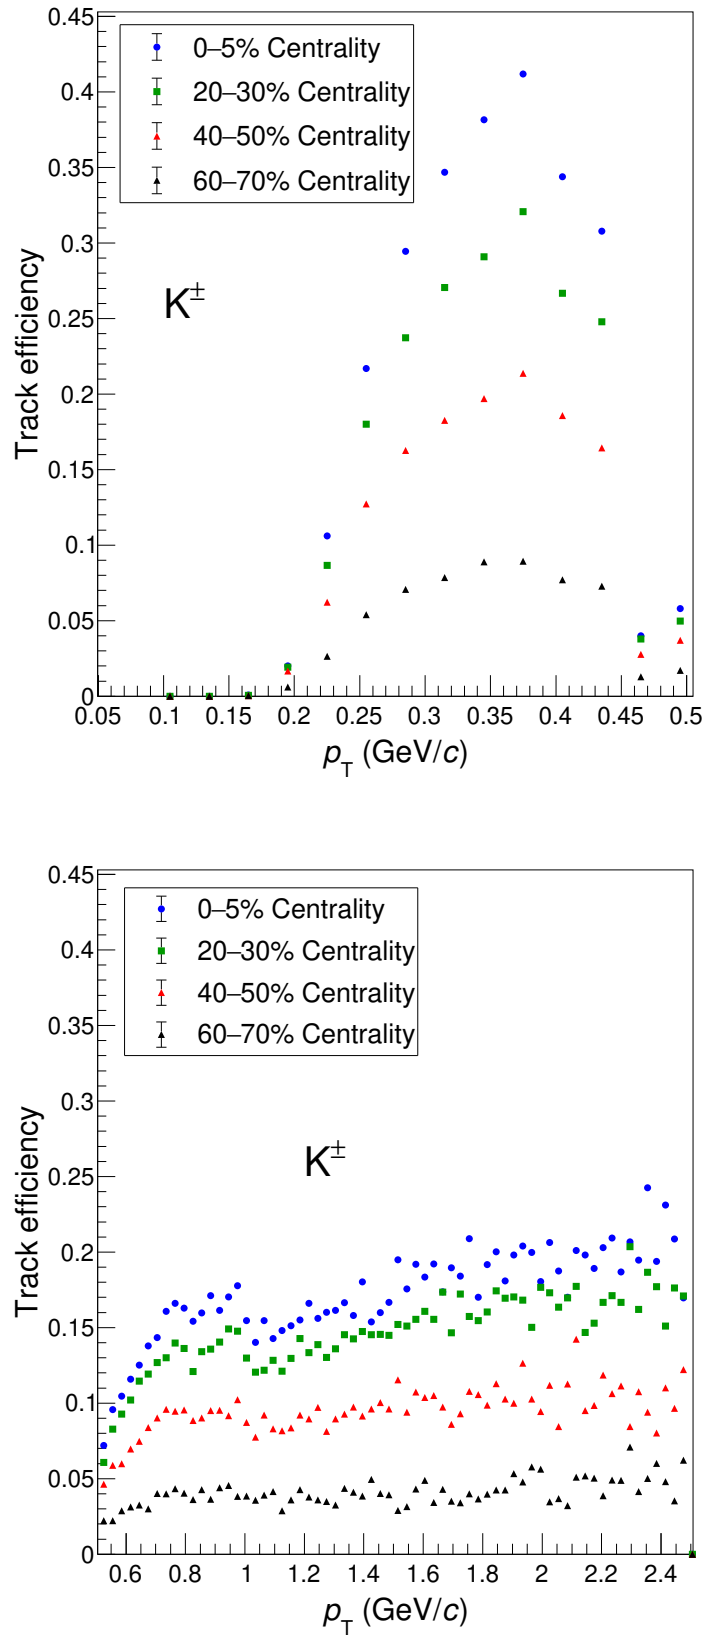 0.45
0.4
0.35
0.3
0.25
0.2
0.15
0.1
0.05
0
Track efficiency
0–5% Centrality
20–30% Centrality
40–50% Centrality
60–70% Centrality
K±
0.05 0.1 0.15 0.2 0.25 0.3 0.35 0.4 0.45 0.5
pT (GeV/c)
0.45
0.4
0.35
0.3
0.25
0.2
0.15
0.1
0.05
0
Track efficiency
0–5% Centrality
20–30% Centrality
40–50% Centrality
60–70% Centrality
K±
0.6 0.8 1 1.2 1.4 1.6 1.8 2 2.2 2.4
pT (GeV/c)